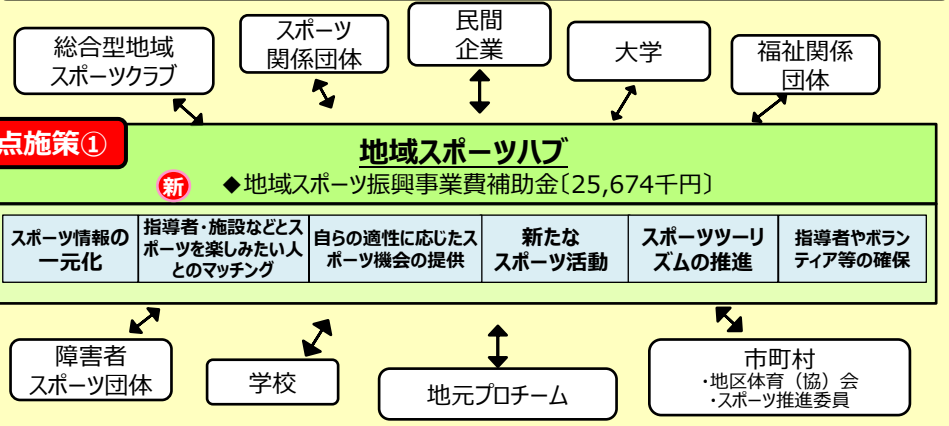 総合型地域
スポーツクラブ
スポーツ
関係団体
民間
企業
大学
福祉関係
団体
点施策①
地域スポーツハブ
新
◆地域スポーツ振興事業費補助金〔25,674千円〕
スポーツ情報の
一元化
指導者・施設などとス
ポーツを楽しみたい人
とのマッチング
自らの適性に応じたス
ポーツ機会の提供
新たな
スポーツ活動
スポーツツーリ
ズムの推進
指導者やボラン
ティア等の確保
障害者
スポーツ団体
学校
地元プロチーム
市町村
・地区体育（協）会
・スポーツ推進委員